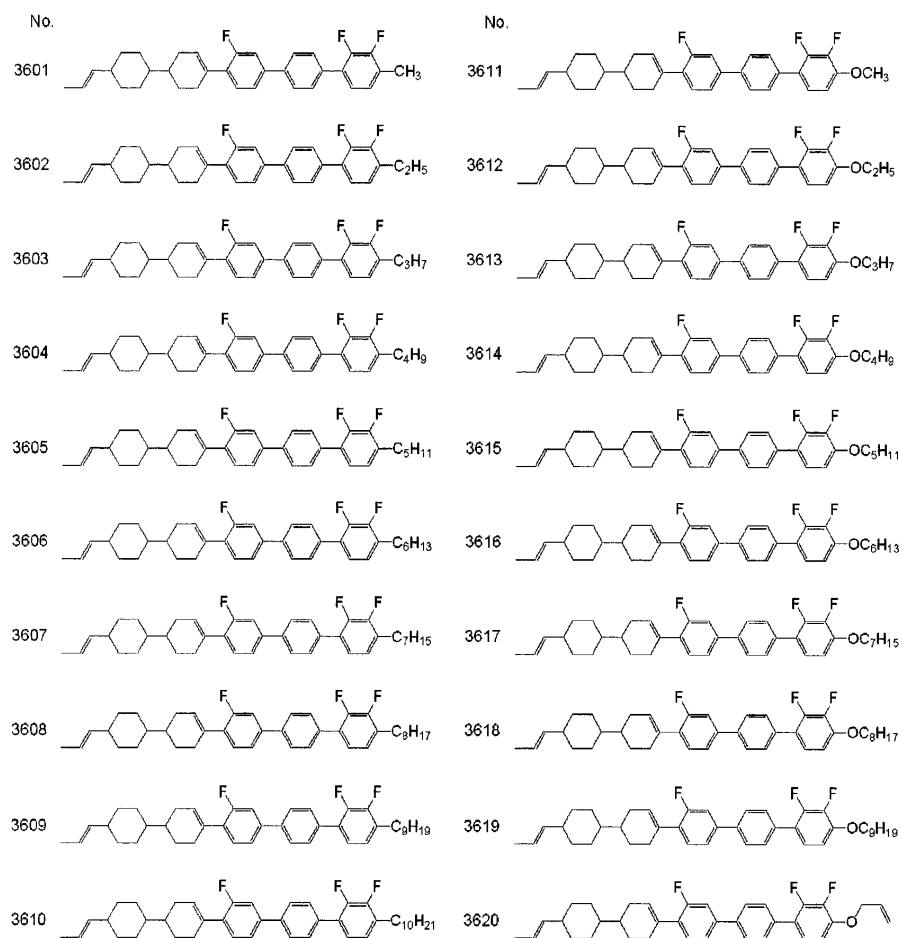 No.
No.
F F F
3601 CH3
F F F
3611 OCH3
F F F
3602 C2H5
F F F
3612 OC2H5
F F F
3603 C3H7
F F F
3613 OC3H7
F F F
3604 C4H9
F F F
3614 OC4H9
F F F
3605 C5H11
F F F
3615 OC5H11
F F F
3606 C6H13
F F F
3616 OC6H13
F F F
3607 C7H15
F F F
3617 OC7H15
F F F
3608 C8H17
F F F
3618 OC8H17
F F F
3609 C9H19
F F F
3619 OC9H19
F F F
3610 C10H21
F F F
3620 O